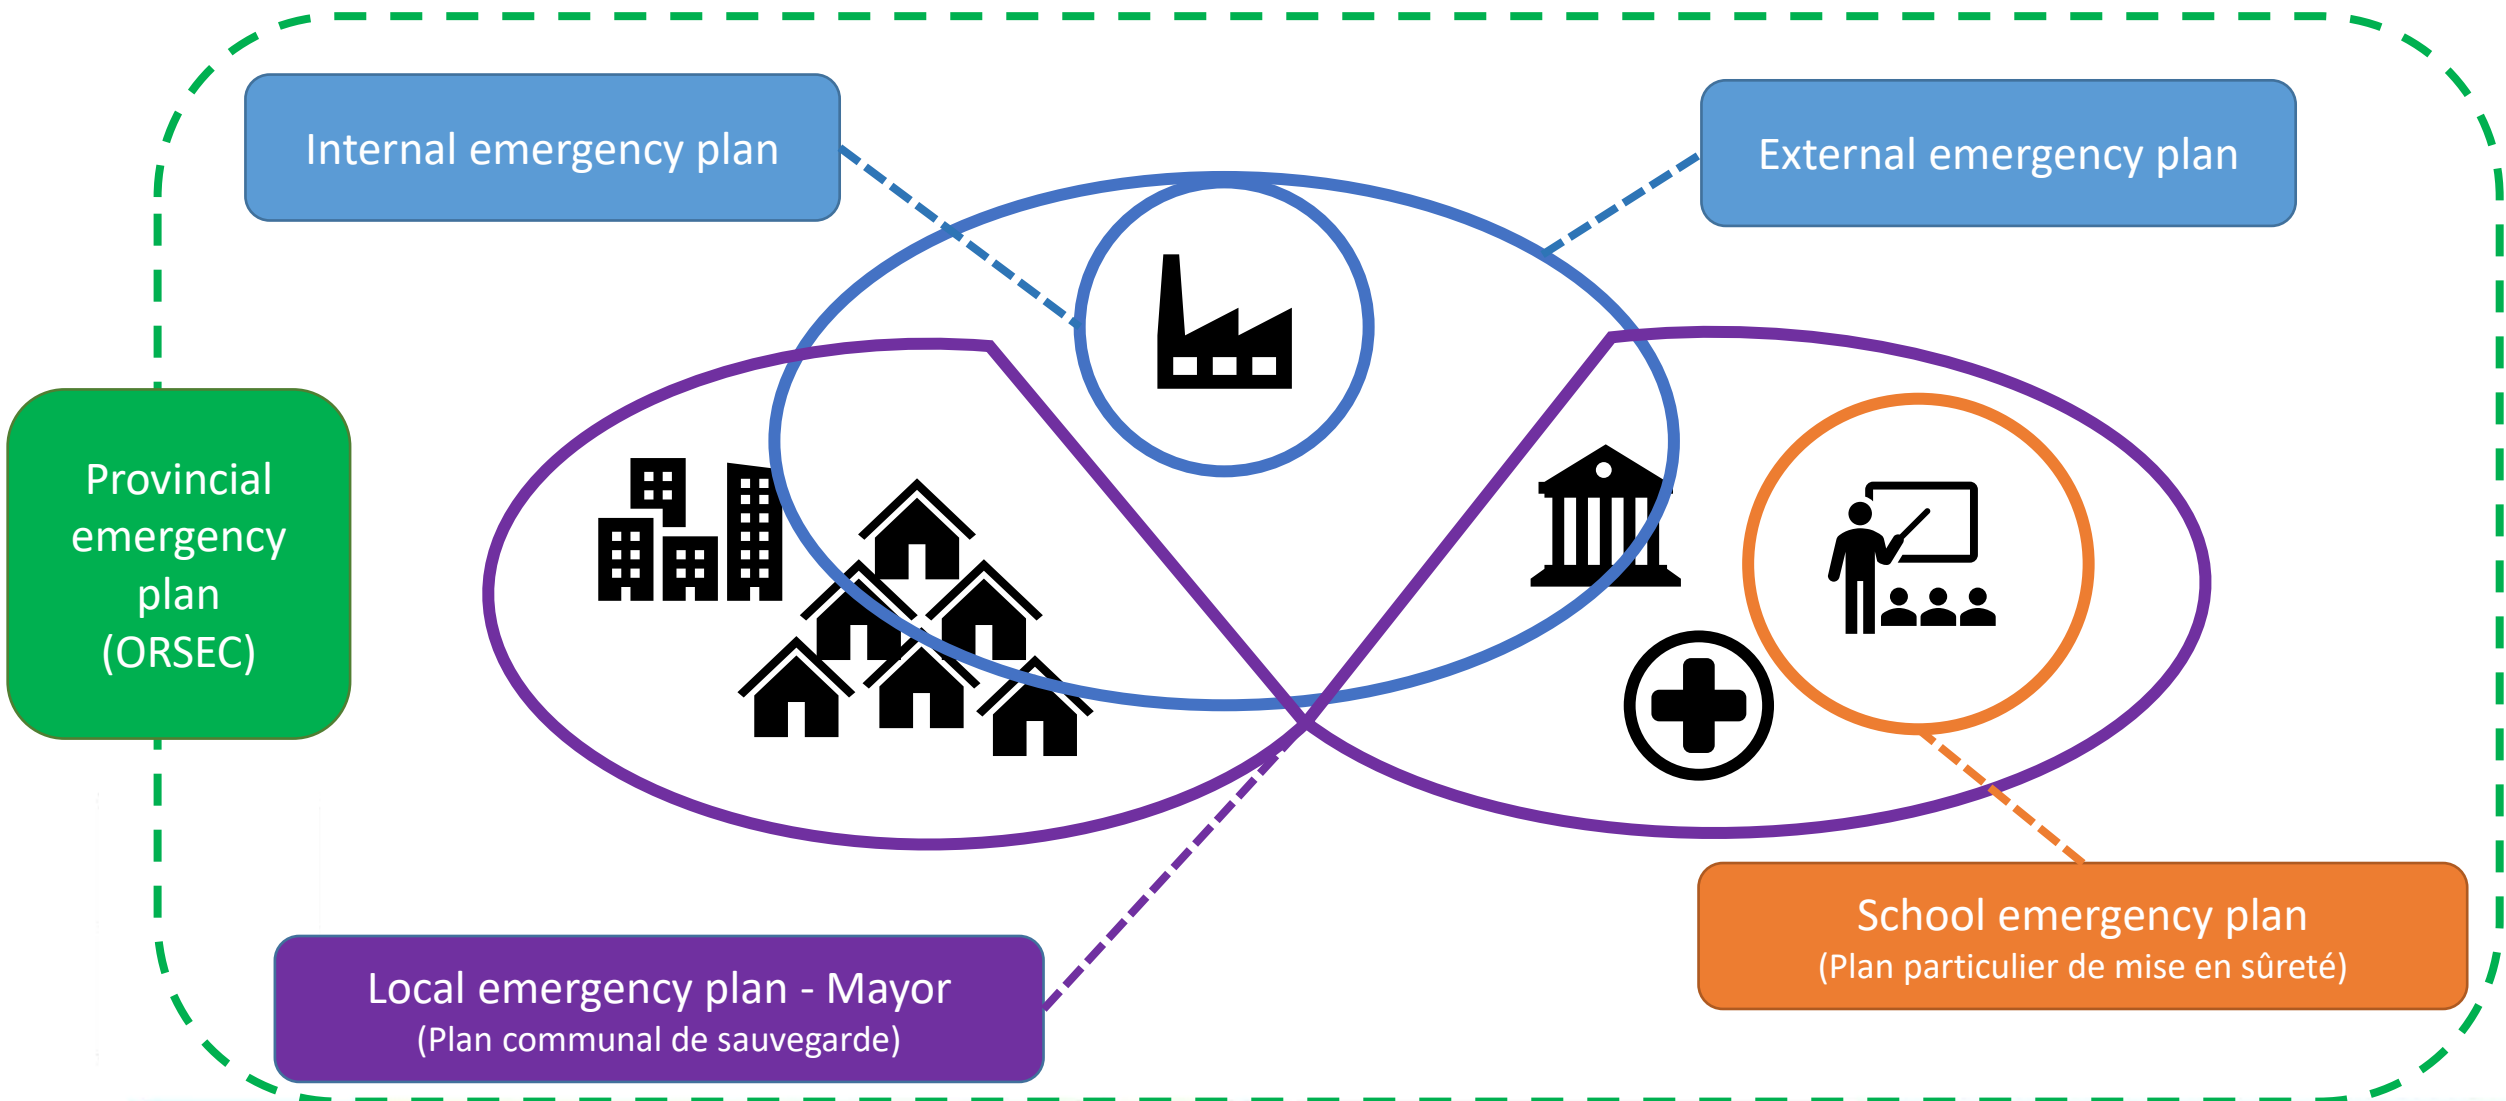 Internal emergency plan
External emergency plan
Provincial
emergency
plan
(ORSEC)
School emergency plan
(Plan particulier de mise en sûreté)
Local emergency plan - Mayor
(Plan communal de sauvegarde)